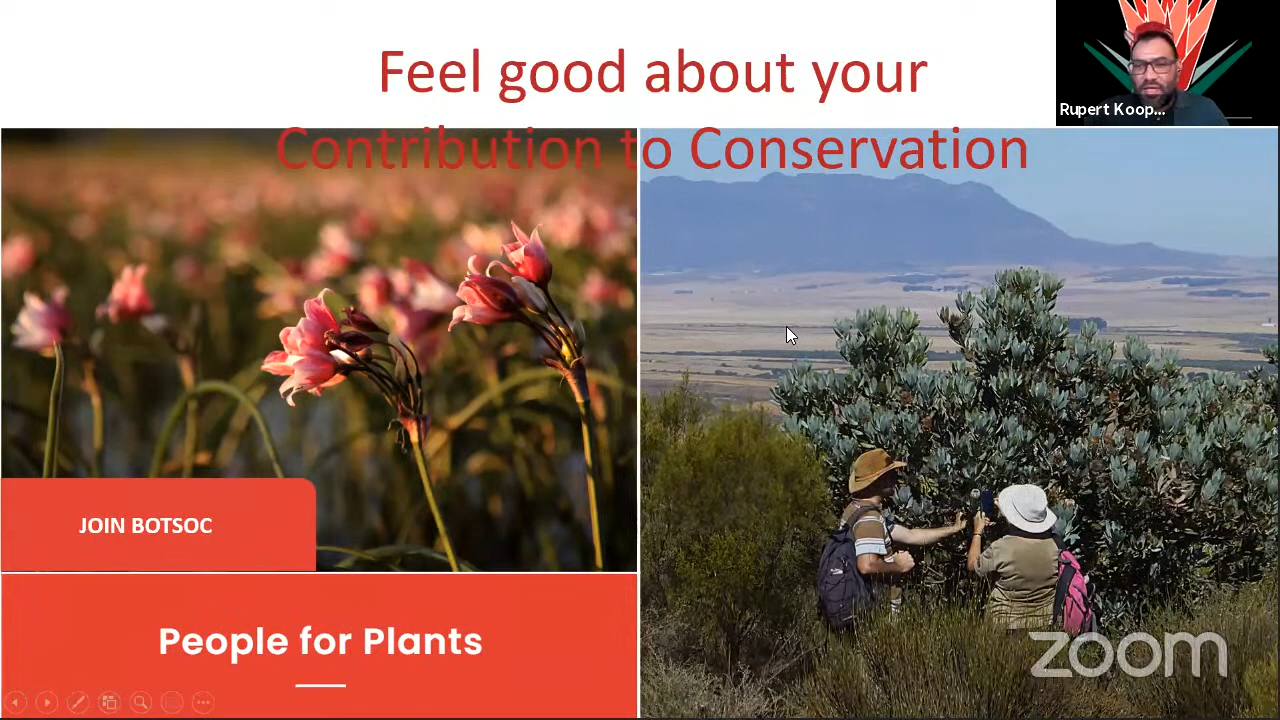 Feel good about your
Contribution to Conservation
Rupert Koop...
JOIN BOTSOC
People for Plants
zoom